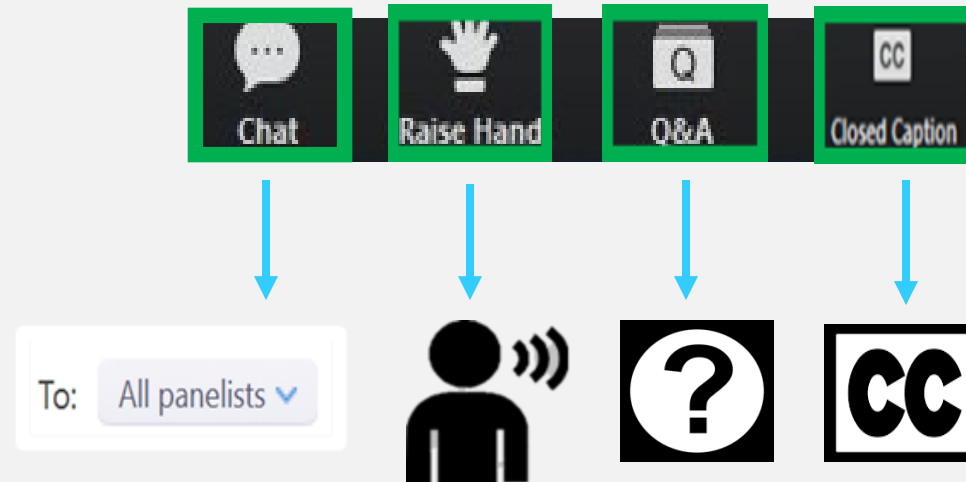 ...
Chat
Raise Hand
Q
Q&A
CC
Closed Caption
To: All panelists
?
CC